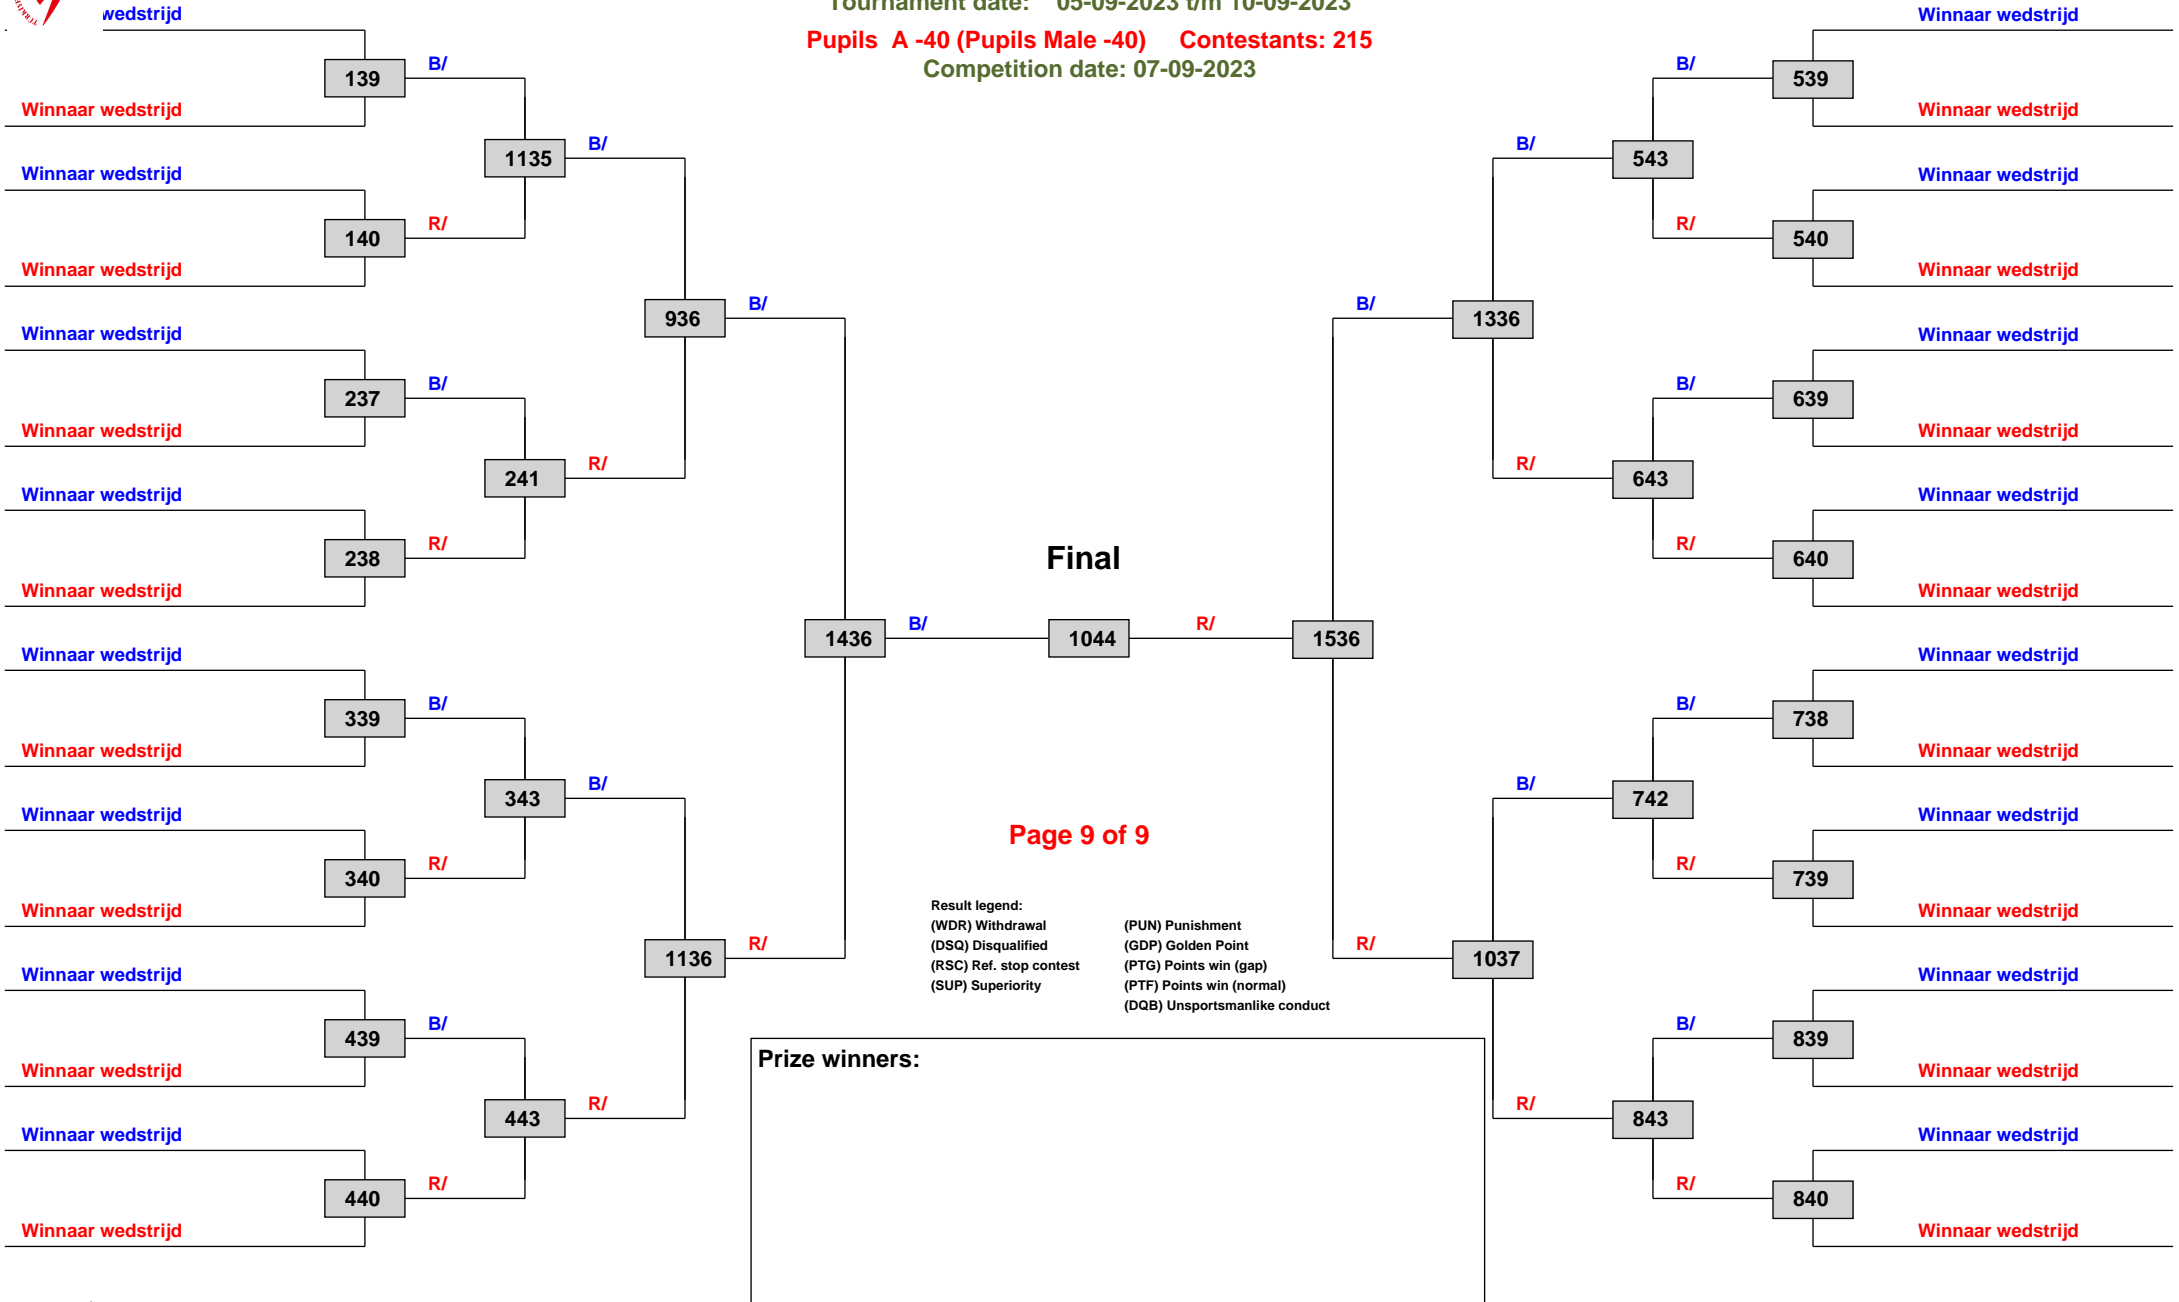 Tournament date: 05-09-2023 t/m 10-09-2023
Pupils A -40 (Pupils Male -40) Contestants: 215
Competition date: 07-09-2023
wedstrijd
139
B/
Winnaar wedstrijd
1135
B/
Winnaar wedstrijd
140
R/
Winnaar wedstrijd
936
B/
Winnaar wedstrijd
237
B/
Winnaar wedstrijd
241
R/
Winnaar wedstrijd
238
R/
Winnaar wedstrijd
1436
B/
Winnaar wedstrijd
339
B/
Winnaar wedstrijd
343
B/
Winnaar wedstrijd
340
R/
Winnaar wedstrijd
1136
R/
Winnaar wedstrijd
439
B/
Winnaar wedstrijd
443
R/
Winnaar wedstrijd
440
R/
Winnaar wedstrijd
Final
1044
R/
1536
Page 9 of 9
Result legend:
(WDR) Withdrawal
(DSQ) Disqualified
(RSC) Ref. stop contest
(SUP) Superiority
(PUN) Punishment
(GDP) Golden Point
(PTG) Points win (gap)
(PTF) Points win (normal)
(DQB) Unsportsmanlike conduct
Prize winners:
Winnaar wedstrijd
B/
539
Winnaar wedstrijd
B/
543
Winnaar wedstrijd
R/
540
Winnaar wedstrijd
B/
1336
Winnaar wedstrijd
B/
639
Winnaar wedstrijd
R/
643
Winnaar wedstrijd
R/
640
Winnaar wedstrijd
Winnaar wedstrijd
B/
738
Winnaar wedstrijd
B/
742
Winnaar wedstrijd
R/
739
Winnaar wedstrijd
R/
1037
Winnaar wedstrijd
B/
839
Winnaar wedstrijd
R/
843
Winnaar wedstrijd
R/
840
Winnaar wedstrijd